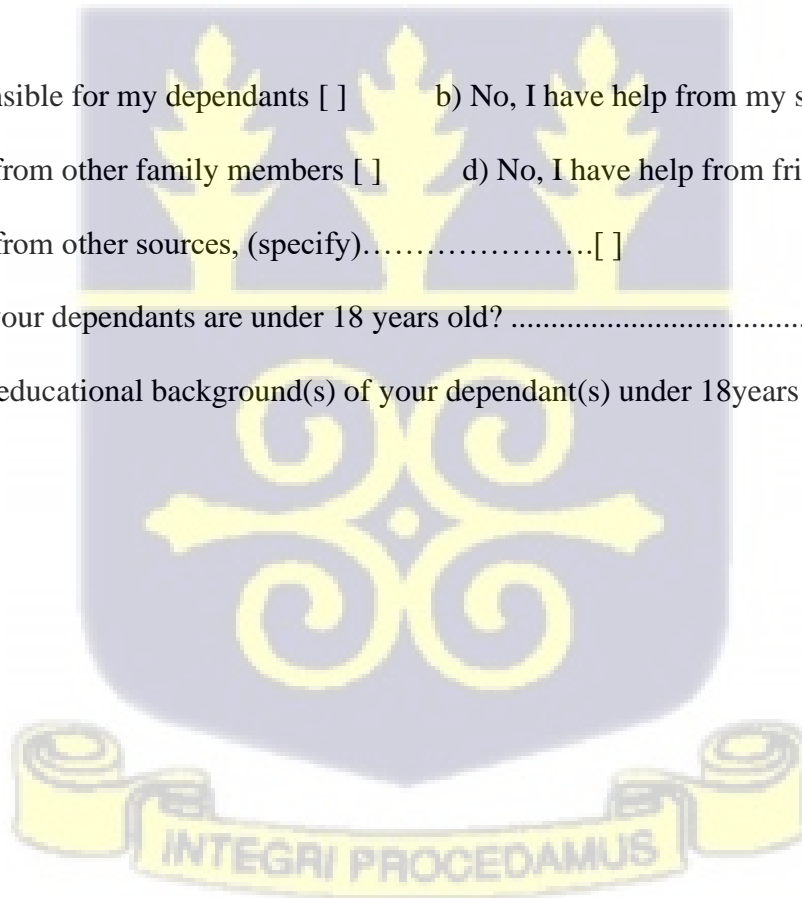 nsible for my dependants [ ] b) No, I have help from my s
from other family members [ ] d) No, I have help from fri
from other sources, (specify)………………….[ ]
our dependants are under 18 years old? ....................................
educational background(s) of your dependant(s) under 18years
INTEGRI PROCEDAMUS